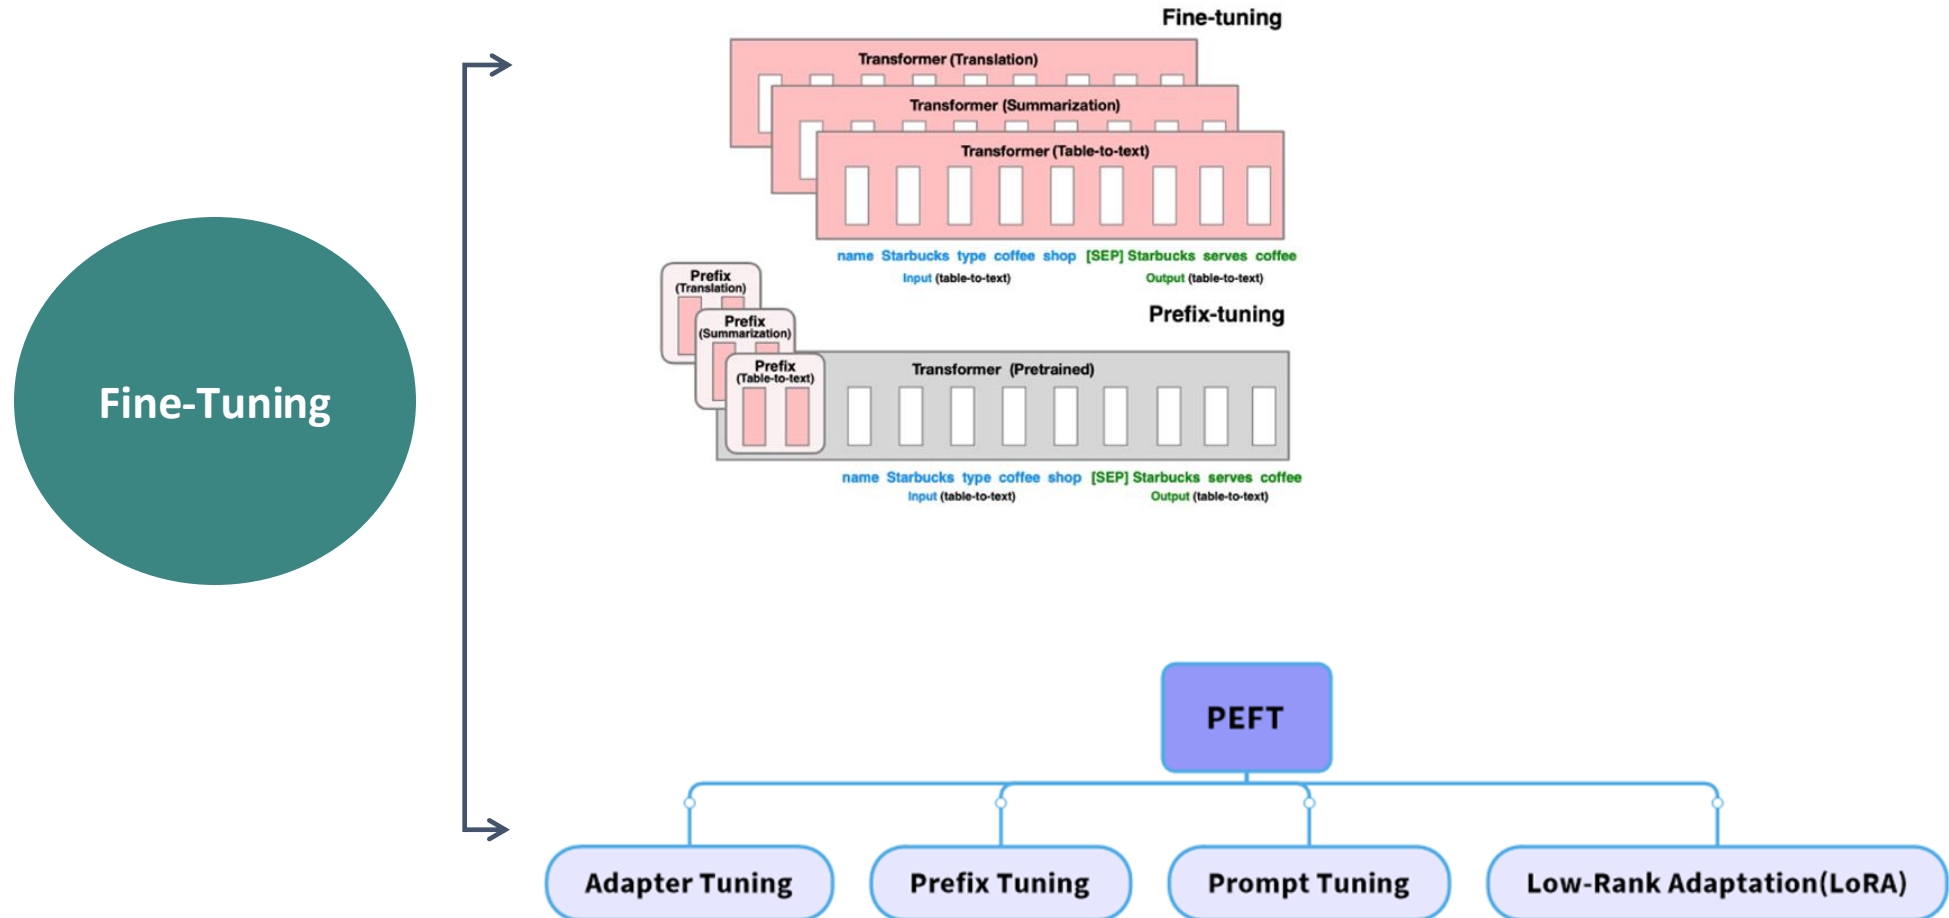 Fine-Tuning
Fine-tuning
Transformer (Translation)
Transformer (Summarization)
Transformer (Table-to-text)
name Starbucks type coffee shop [SEP] Starbucks serves coffee
Input (table-to-text) Output (table-to-text)
Prefix
(Translation)
Prefix
(Summarization)
Prefix
(Table-to-text)
Prefix-tuning
Transformer (Pretrained)
name Starbucks type coffee shop [SEP] Starbucks serves coffee
Input (table-to-text) Output (table-to-text)
PEFT
Adapter Tuning
Prefix Tuning
Prompt Tuning
Low-Rank Adaptation(LoRA)